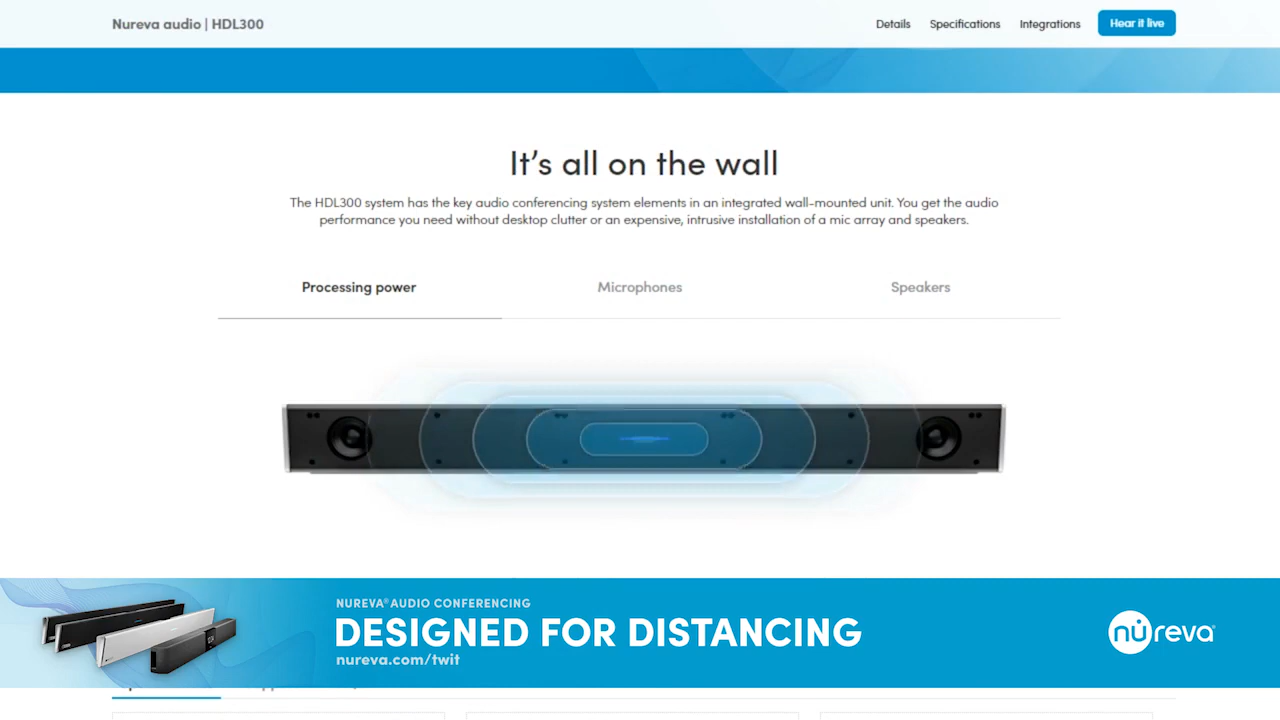 Nureva audio | HDL300
Details
Specifications
Integrations
Hear it live
It's all on the wall
The HDL300 system has the key audio conferencing system elements in an integrated wall-mounted unit. You get the audio
performance you need without desktop clutter or an expensive, intrusive installation of a mic array and speakers.
Processing power
Microphones
Speakers
NUREVA® AUDIO CONFERENCING
DESIGNED FOR DISTANCING
nureva.com/twit
nureva®